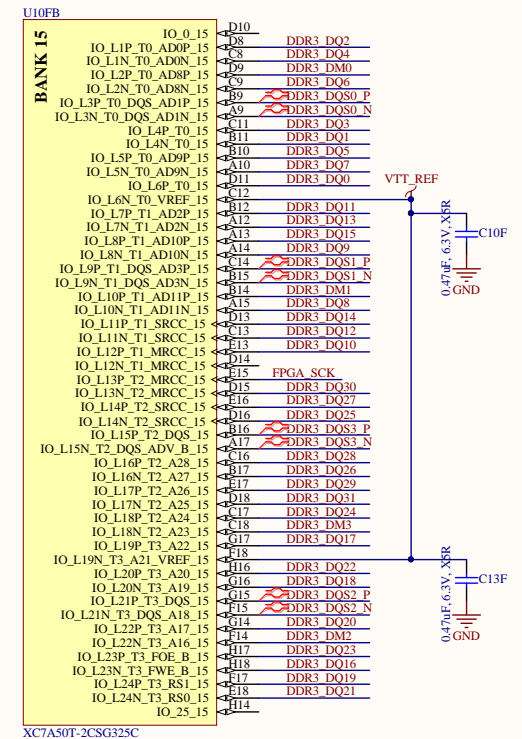 U10FB
BANK 15
IO_0_15 D10
IO_L1P_T0_AD0P_15 D8 DDR3_DQ2
IO_L1N_T0_AD0N_15 C8 DDR3_DQ4
IO_L2P_T0_AD8P_15 D9 DDR3_DM0
IO_L2N_T0_AD8N_15 C9 DDR3_DQ6
IO_L3P_T0_DQS_AD1P_15 B9 DDR3_DQS0_P
IO_L3N_T0_DQS_AD1N_15 A9 DDR3_DQS0_N
IO_L4P_T0_15 C11 DDR3_DQ3
IO_L4N_T0_15 B11 DDR3_DQ1
IO_L5P_T0_AD9P_15 B10 DDR3_DQ5
IO_L5N_T0_AD9N_15 A10 DDR3_DQ7
IO_L6P_T0_15 D11 DDR3_DQ0
VTT_REF
IO_L6N_T0_VREF_15 C12
IO_L7P_T1_AD2P_15 B12 DDR3_DQ11
IO_L7N_T1_AD2N_15 A12 DDR3_DQ13
IO_L8P_T1_AD10P_15 A13 DDR3_DQ15
C10F
0.47uF, 6.3V, X5R
GND
IO_L8N_T1_AD10N_15 A14 DDR3_DQ9
IO_L9P_T1_DQS_AD3P_15 C14 DDR3_DQS1_P
IO_L9N_T1_DQS_AD3N_15 B15 DDR3_DQS1_N
IO_L10P_T1_AD11P_15 B14 DDR3_DM1
IO_L10N_T1_AD11N_15 A15 DDR3_DQ8
IO_L11P_T1_SRCC_15 D13 DDR3_DQ14
IO_L11N_T1_SRCC_15 C13 DDR3_DQ12
IO_L12P_T1_MRCC_15 E13 DDR3_DQ10
IO_L12N_T1_MRCC_15 D14
IO_L13P_T2_MRCC_15 E15 FPGA_SCK
IO_L13N_T2_MRCC_15 D15 DDR3_DQ30
IO_L14P_T2_SRCC_15 E16 DDR3_DQ27
IO_L14N_T2_SRCC_15 D16 DDR3_DQ25
IO_L15P_T2_DQS_15 B16 DDR3_DQS3_P
IO_L15N_T2_DQS_ADV_B_15 A17 DDR3_DQS3_N
IO_L16P_T2_A28_15 C16 DDR3_DQ28
IO_L16N_T2_A27_15 B17 DDR3_DQ26
IO_L17P_T2_A26_15 E17 DDR3_DQ29
IO_L17N_T2_A25_15 D18 DDR3_DQ31
IO_L18P_T2_A24_15 C17 DDR3_DQ24
IO_L18N_T2_A23_15 C18 DDR3_DM3
IO_L19P_T3_A22_15 G17 DDR3_DQ17
IO_L19N_T3_A21_VREF_15 F18
IO_L20P_T3_A20_15 H16 DDR3_DQ22
IO_L20N_T3_A19_15 G16 DDR3_DQ18
C13F
0.47uF, 6.3V, X5R
GND
IO_L21P_T3_DQS_15 G15 DDR3_DQS2_P
IO_L21N_T3_DQS_A18_15 F15 DDR3_DQS2_N
IO_L22P_T3_A17_15 G14 DDR3_DQ20
IO_L22N_T3_A16_15 F14 DDR3_DM2
IO_L23P_T3_FOE_B_15 H17 DDR3_DQ23
IO_L23N_T3_FWE_B_15 H18 DDR3_DQ16
IO_L24P_T3_RS1_15 F17 DDR3_DQ19
IO_L24N_T3_RS0_15 E18 DDR3_DQ21
IO_25_15 H14
XC7A50T-2CSG325C